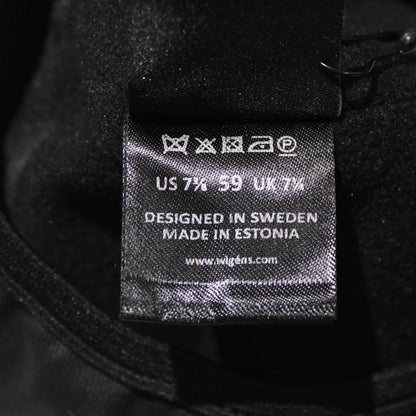 US 7⅜ 59 UK 7¼
DESIGNED IN SWEDEN
MADE IN ESTONIA
www.wigens.com